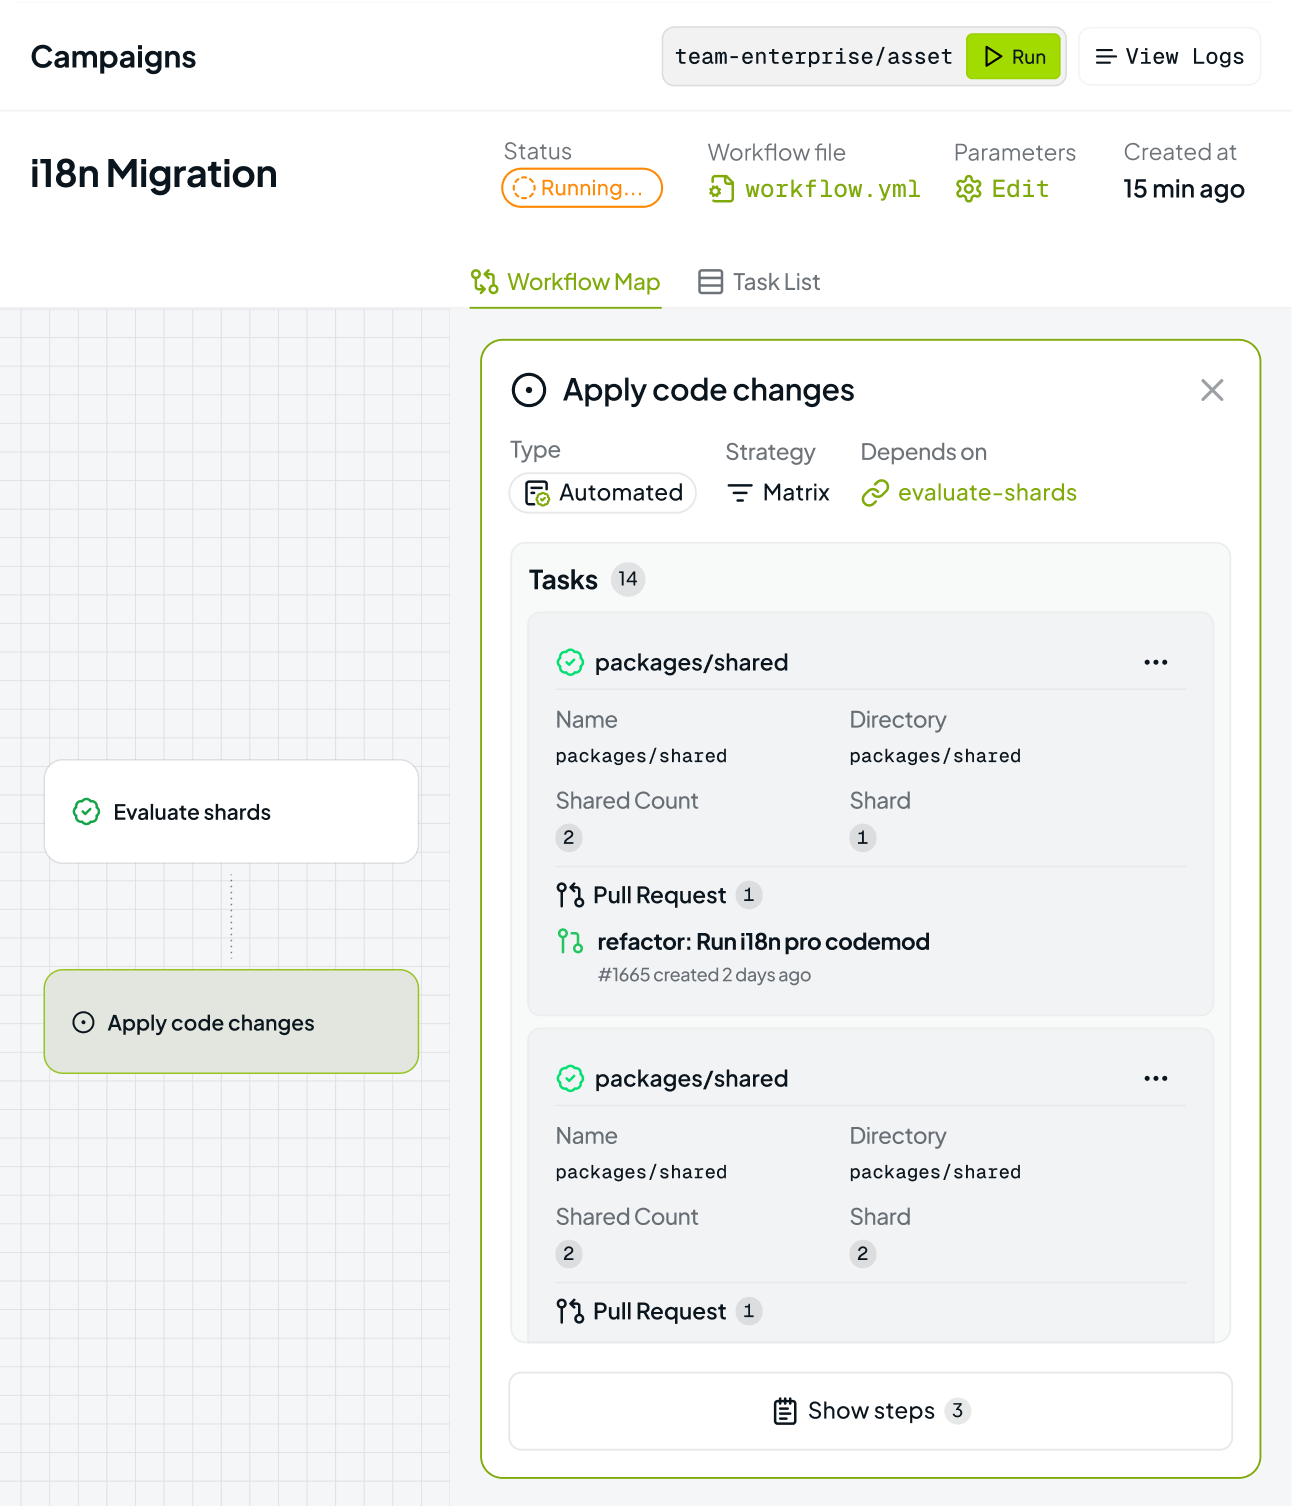 Campaigns
team-enterprise/asset
Run
View Logs
i18n Migration
Status
Running...
Workflow file
workflow.yml
Parameters
Edit
Created at
15 min ago
Workflow Map
Task List
Evaluate shards
Apply code changes
Apply code changes
Type
Automated
Strategy
Matrix
Depends on
evaluate-shards
Tasks 14
packages/shared
Name
packages/shared
Directory
packages/shared
Shared Count
2
Shard
1
Pull Request 1
refactor: Run i18n pro codemod
#1665 created 2 days ago
packages/shared
Name
packages/shared
Directory
packages/shared
Shared Count
2
Shard
2
Pull Request 1
Show steps 3